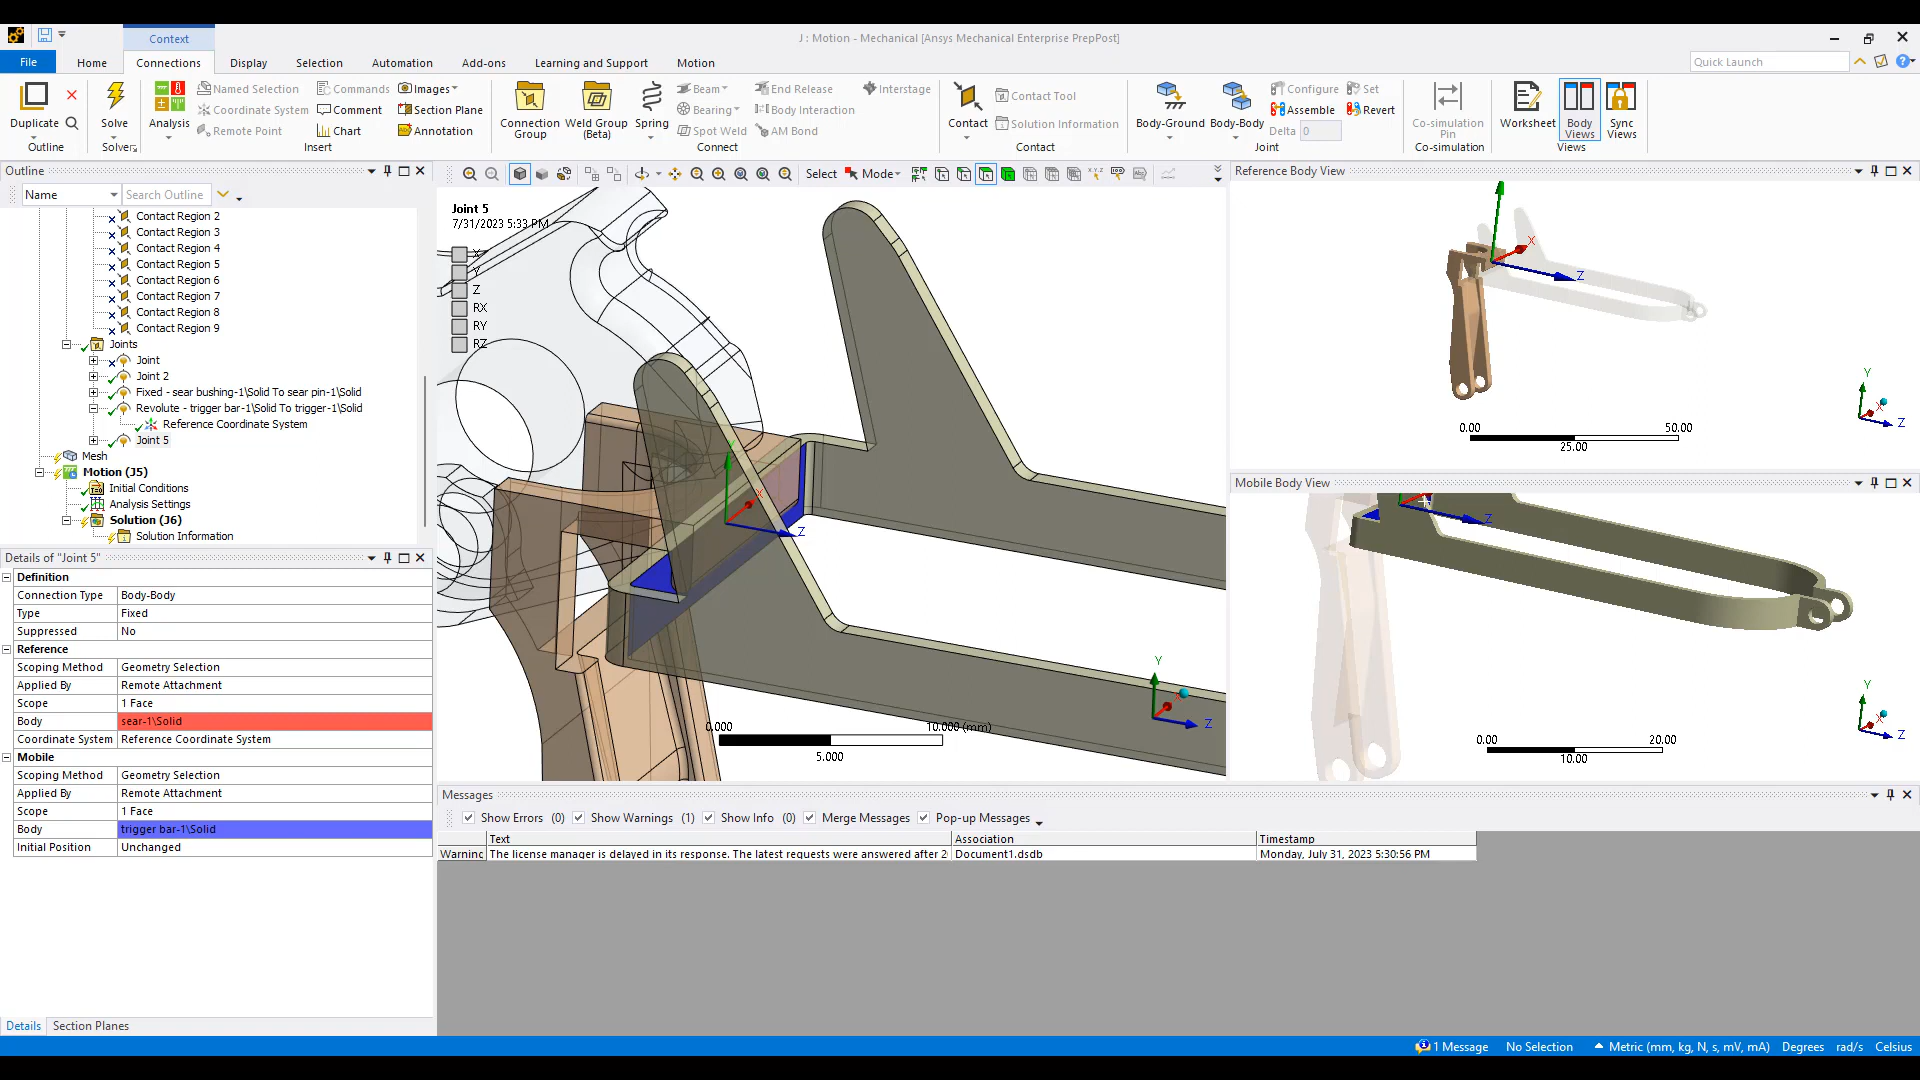 Context
J : Motion - Mechanical [Ansys Mechanical Enterprise PrepPost]
File
Home
Connections
Display
Selection
Automation
Add-ons
Learning and Support
Motion
Quick Launch
Duplicate
Outline
Solve
Solver
Analysis
Named Selection
Coordinate System
Remote Point
Commands
Comment
Chart
Images
Section Plane
Annotation
Insert
Connection Group
Weld Group (Beta)
Spring
Beam
Bearing
Spot Weld
End Release
Body Interaction
AM Bond
Interstage
Connect
Contact
Contact Tool
Solution Information
Contact
Body-Ground
Body-Body
Configure
Assemble
Delta 0
Set
Revert
Joint
Co-simulation Pin
Co-simulation
Worksheet
Body Views
Sync Views
Views
Outline
Name
Search Outline
Contact Region 2
Contact Region 3
Contact Region 4
Contact Region 5
Contact Region 6
Contact Region 7
Contact Region 8
Contact Region 9
Joints
Joint
Joint 2
Fixed - sear bushing-1\Solid To sear pin-1\Solid
Revolute - trigger bar-1\Solid To trigger-1\Solid
Reference Coordinate System
Joint 5
Mesh
Motion (J5)
Initial Conditions
Analysis Settings
Solution (J6)
Solution Information
Details of "Joint 5"
Definition
Connection Type Body-Body
Type Fixed
Suppressed No
Reference
Scoping Method Geometry Selection
Applied By Remote Attachment
Scope 1 Face
Body sear-1\Solid
Coordinate System Reference Coordinate System
Mobile
Scoping Method Geometry Selection
Applied By Remote Attachment
Scope 1 Face
Body trigger bar-1\Solid
Initial Position Unchanged
Details Section Planes
Select Mode
Joint 5
7/31/2023 5:33 PM
X
Y
Z
RX
RY
RZ
Y
X
Z
Y
Z
0.000 10.000 (mm)
5.000
Reference Body View
X
Z
Y
X
Z
0.00 50.00
25.00
Mobile Body View
Z
Y
X
Z
0.00 20.00
10.00
Messages
Show Errors (0) Show Warnings (1) Show Info (0) Merge Messages Pop-up Messages
Text Association Timestamp
Warninc The license manager is delayed in its response. The latest requests were answered after 2 Document1.dsdb Monday, July 31, 2023 5:30:56 PM
1 Message No Selection Metric (mm, kg, N, s, mV, mA) Degrees rad/s Celsius